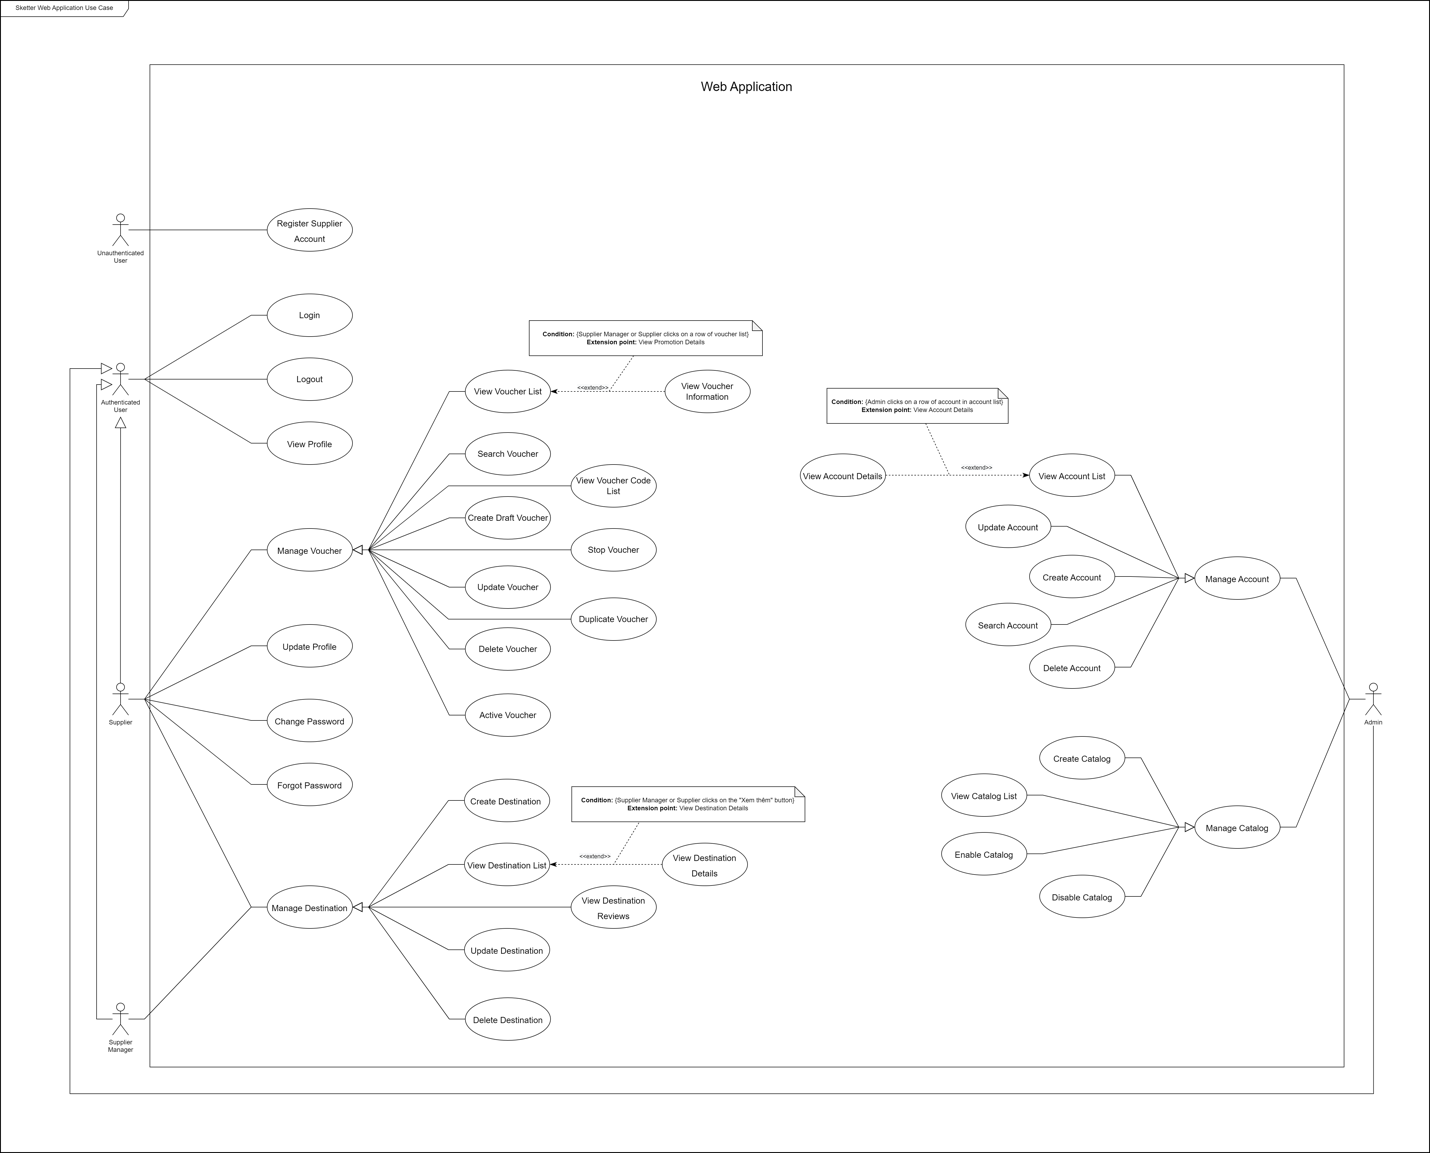 Sketter Web Application Use Case
Web Application
Unauthenticated
User
Register Supplier
Account
Login
Authenticated
User
Logout
View Profile
Condition: {Supplier Manager or Supplier clicks on a row of voucher list}
Extension point: View Promotion Details
View Voucher List
<<extend>>
View Voucher
Information
Search Voucher
View Voucher Code
List
Create Draft Voucher
Manage Voucher
Stop Voucher
Update Voucher
Duplicate Voucher
Delete Voucher
Active Voucher
Update Profile
Supplier
Change Password
Forgot Password
Create Destination
Condition: {Supplier Manager or Supplier clicks on the "Xem thêm" button}
Extension point: View Destination Details
View Destination List
<<extend>>
View Destination
Details
View Destination
Reviews
Manage Destination
Update Destination
Delete Destination
Supplier
Manager
Condition: {Admin clicks on a row of account in account list}
Extension point: View Account Details
View Account Details
<<extend>>
View Account List
Update Account
Create Account
Manage Account
Search Account
Delete Account
Admin
Create Catalog
View Catalog List
Manage Catalog
Enable Catalog
Disable Catalog